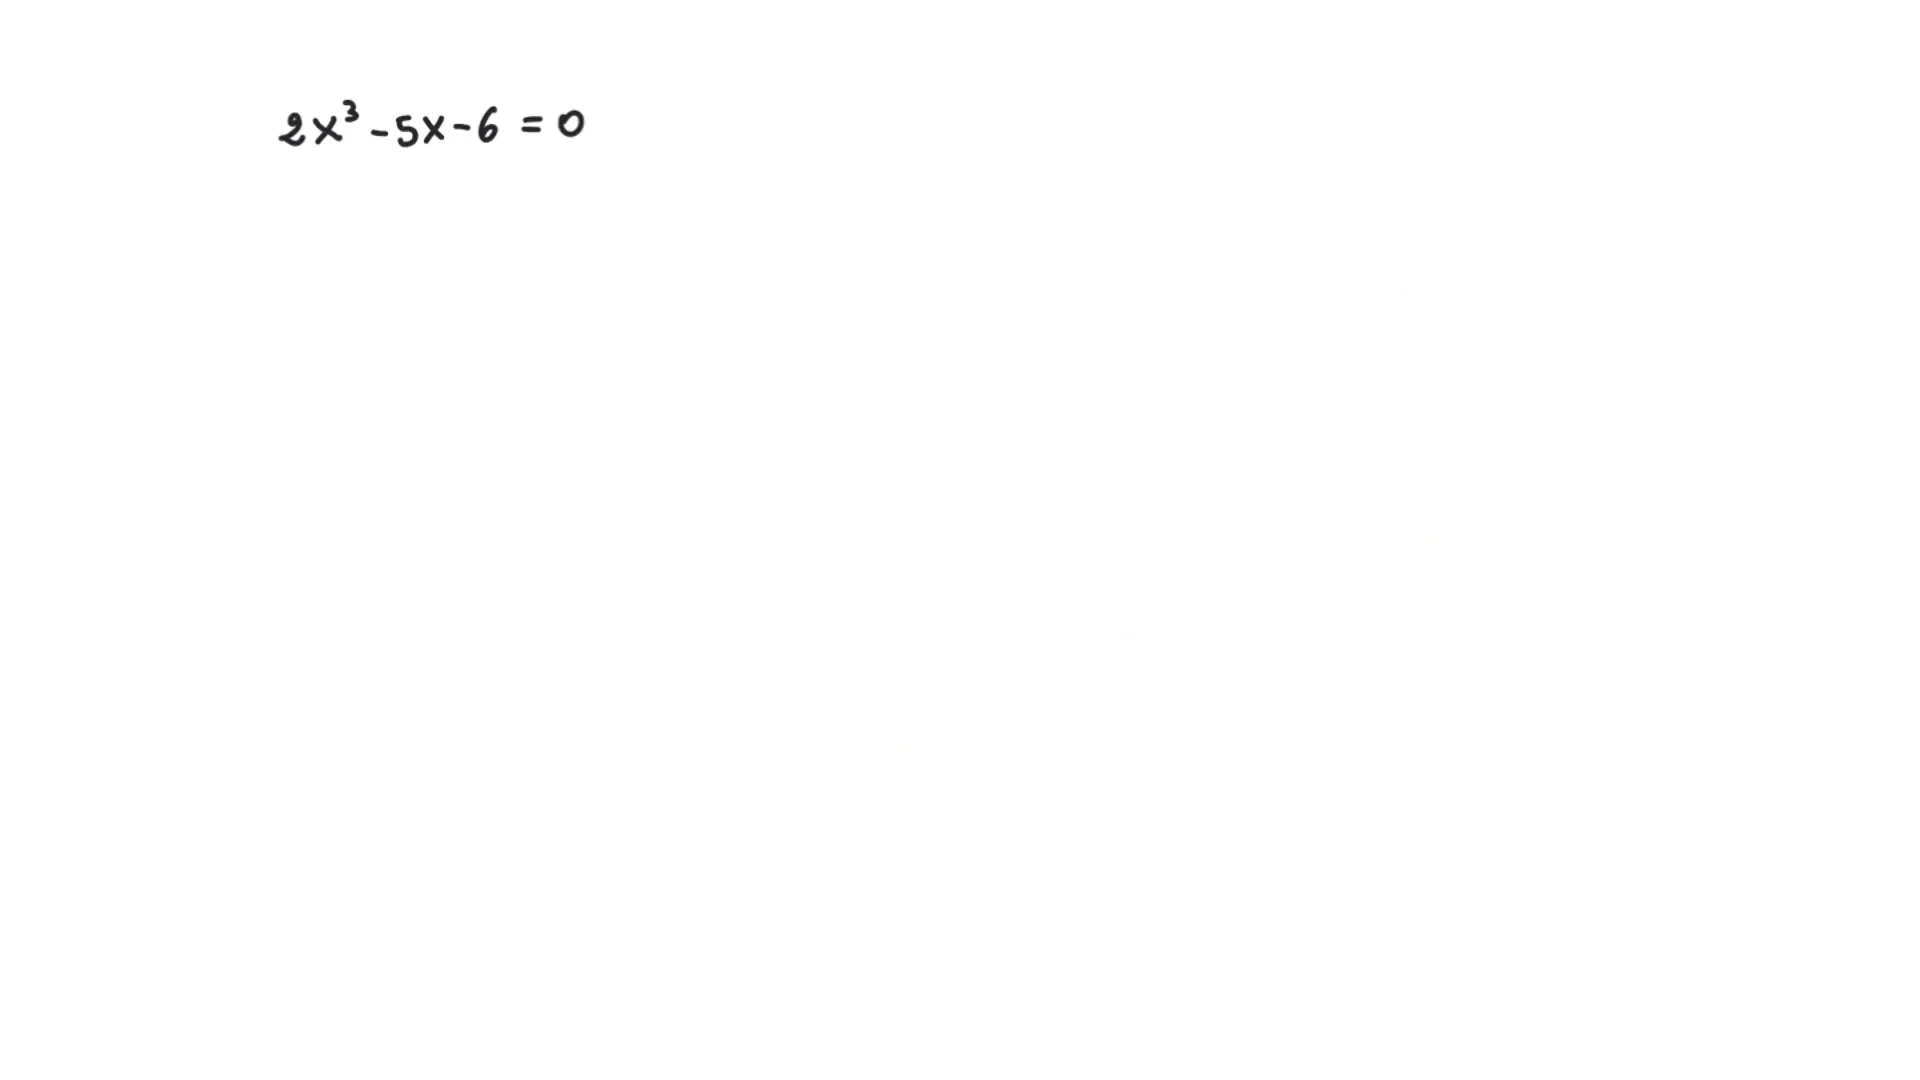 2x³ - 5x - 6 = 0